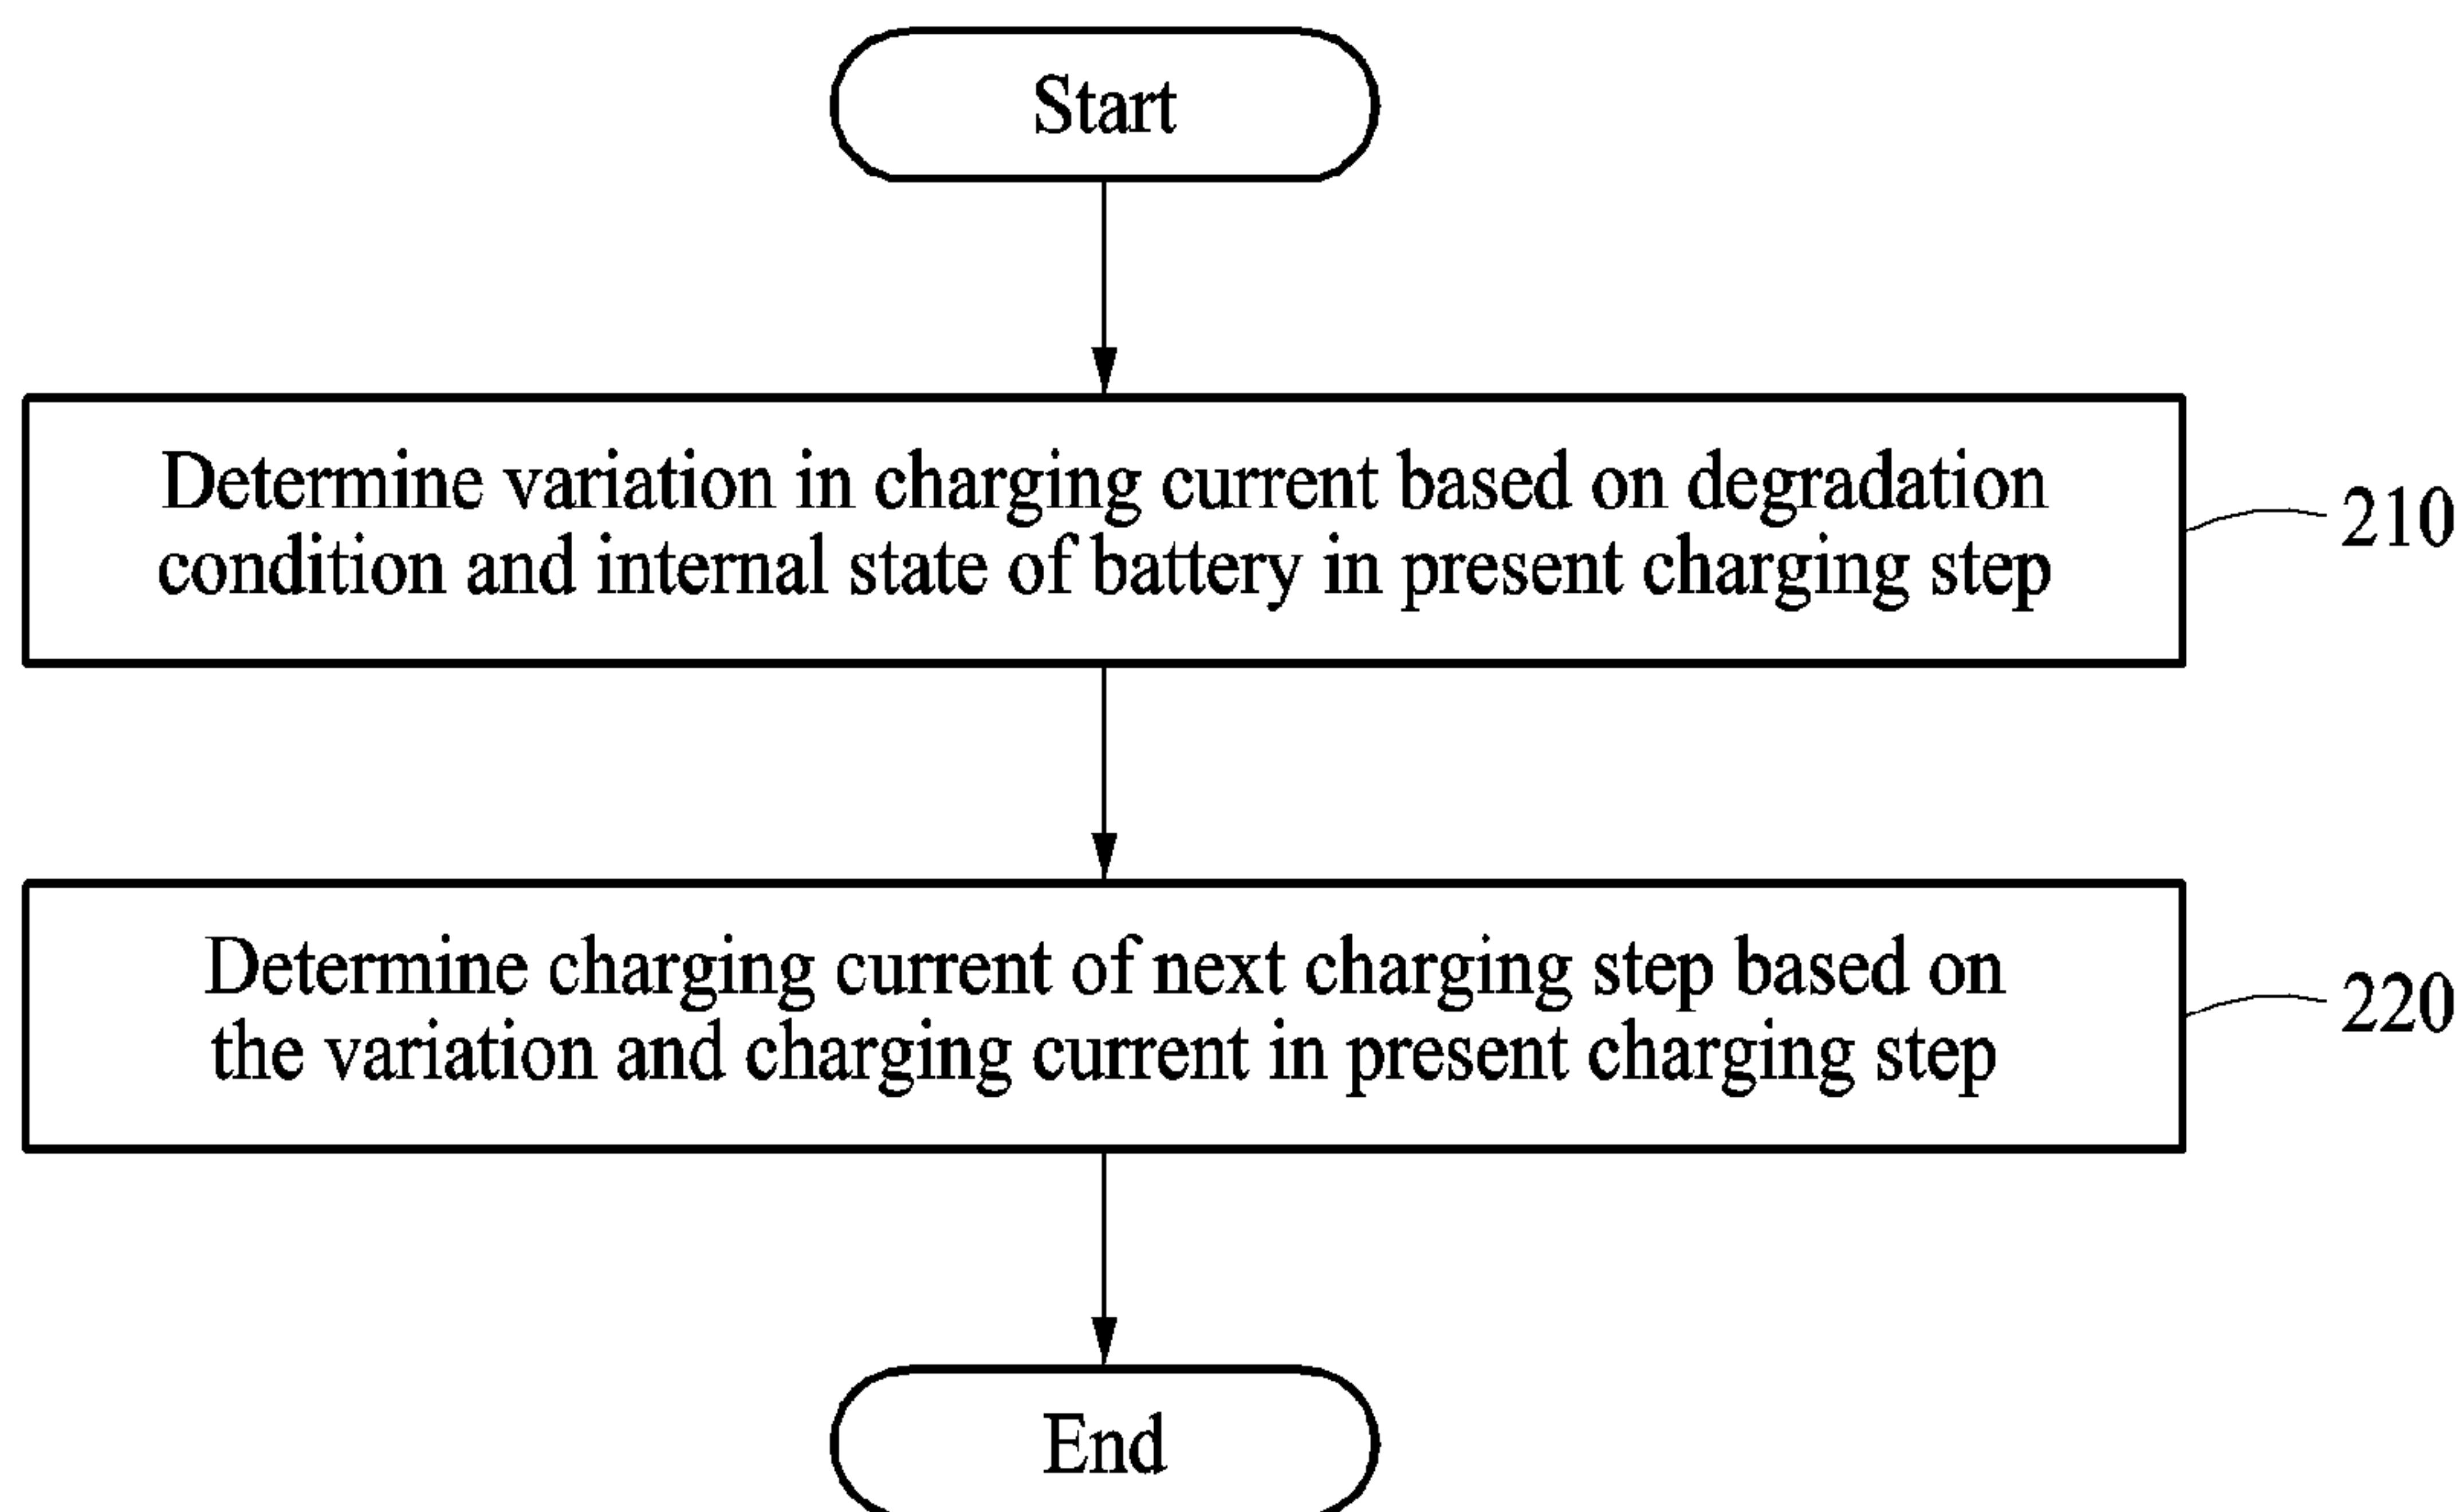 Start
Determine variation in charging current based on degradation
condition and internal state of battery in present charging step
210
Determine charging current of next charging step based on
the variation and charging current in present charging step
220
End